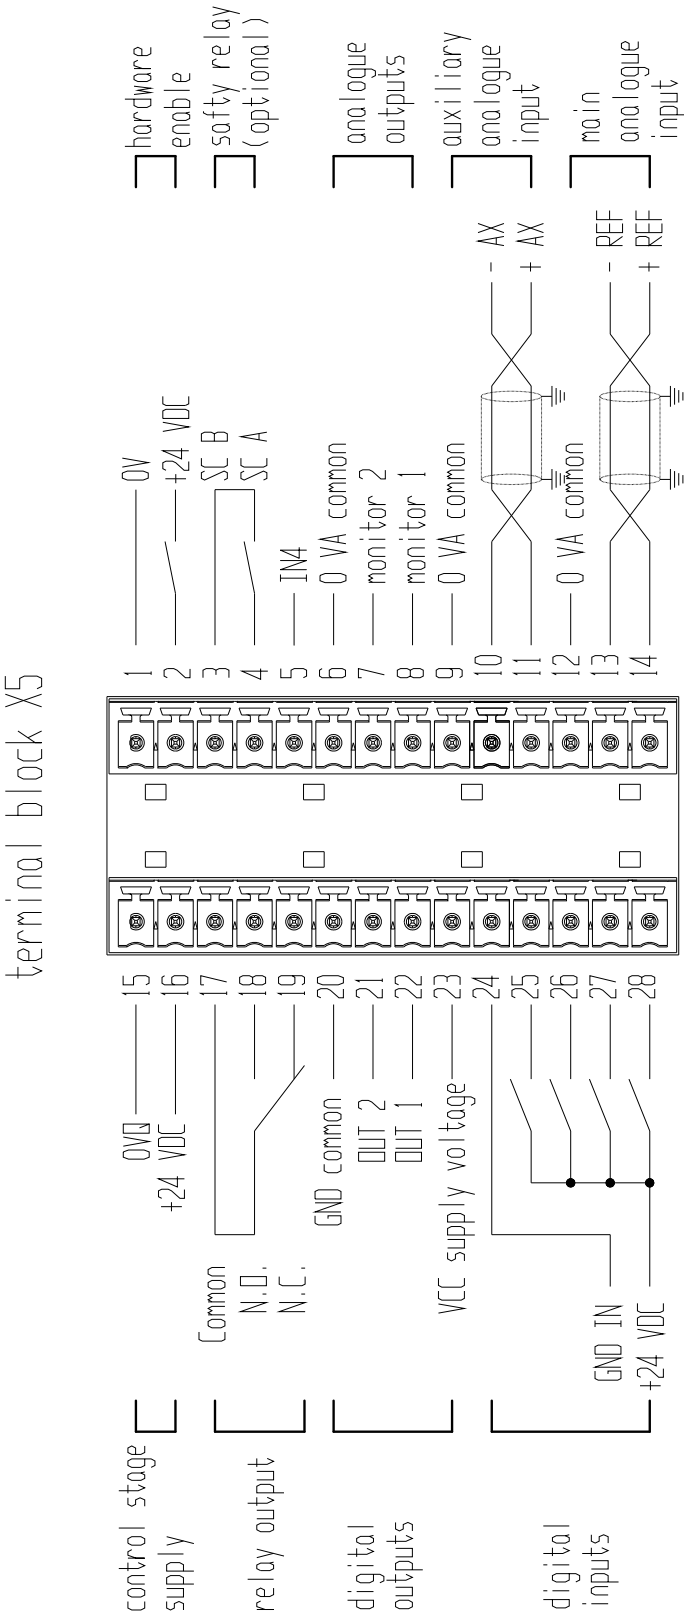 terminal block X5
hardware
enable
safty relay
(optional)
analogue
outputs
auxiliary
analogue
input
main
analogue
input
0V
+24 VDC
SC B
SC A
IN4
0 VA common
monitor 2
monitor 1
0 VA common
- AX
+ AX
0 VA common
- REF
+ REF
1
2
3
4
5
6
7
8
9
10
11
12
13
14
15
16
17
18
19
20
21
22
23
24
25
26
27
28
0VQ
+24 VDC
Common
N.O.
N.C.
GND common
OUT 2
OUT 1
VCC supply voltage
GND IN
+24 VDC
control stage
supply
relay output
digital
outputs
digital
inputs